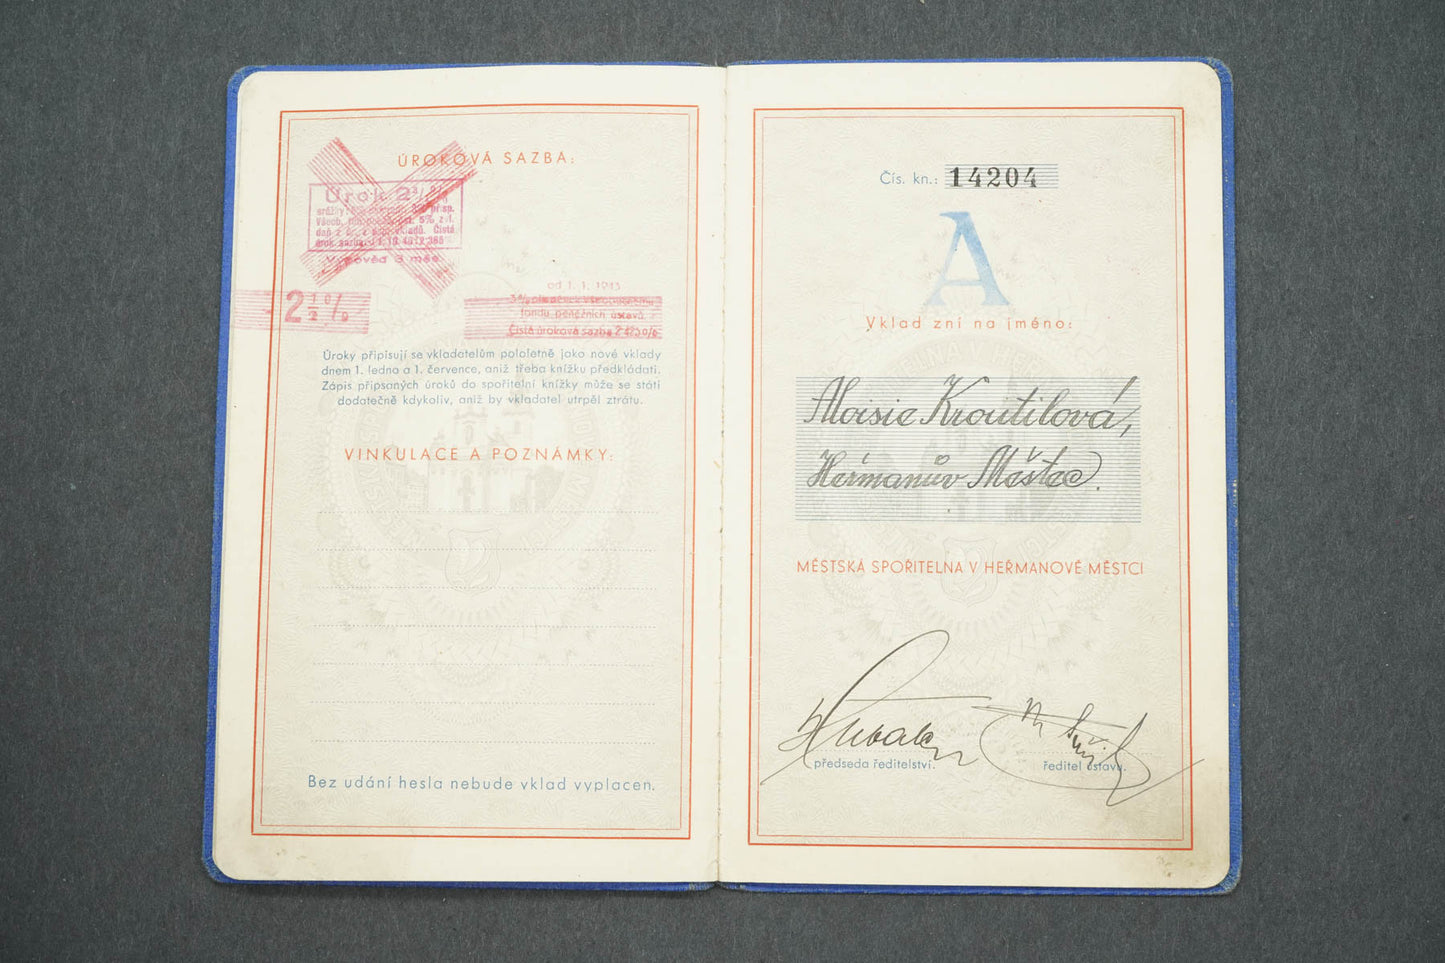 ÚROKOVÁ SAZBA:
Úrok 2
Výpověd 3 měs.
2 1/2 %
od 1. 1. 1943
fondu peněžních ústavů.
Čistá úroková sazba
Úroky připisují se vkladatelům pololetně jako nové vklady
dnem 1. ledna a 1. července, aniž třeba knížku předkládati.
Zápis připsaných úroků do spořitelní knížky může se státi
dodatečně kdykoliv, aniž by vkladatel utrpěl ztrátu.
VINKULACE A POZNÁMKY:
Bez udání hesla nebude vklad vyplacen.
Čís. kn.: 14204
A
Vklad zní na jméno:
Aloisie Kroutilová,
Heřmanův Městec.
MĚSTSKÁ SPOŘITELNA V HEŘMANOVĚ MĚSTCI
předseda ředitelství.
ředitel ústavu.